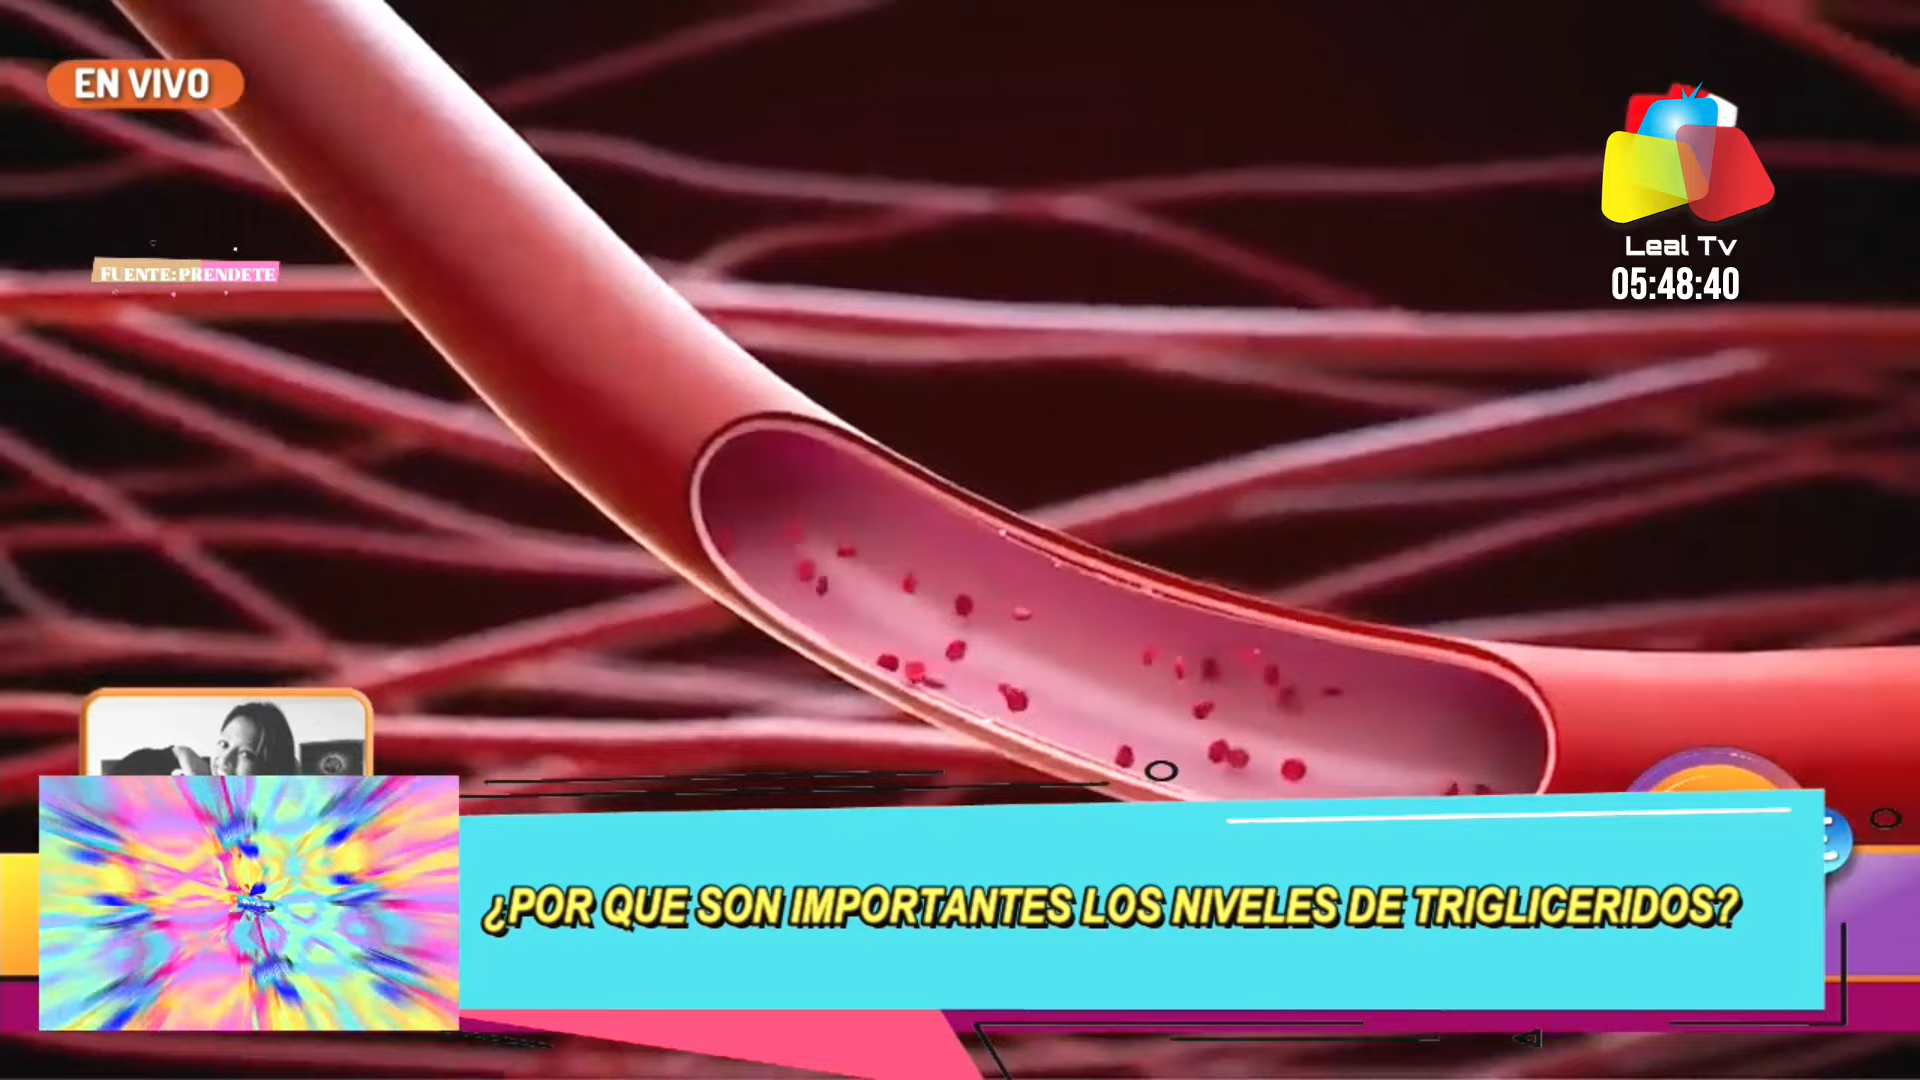 EN VIVO
Leal Tv
05:48:40
FUENTE:PRENDETE
¿POR QUE SON IMPORTANTES LOS NIVELES DE TRIGLICERIDOS?